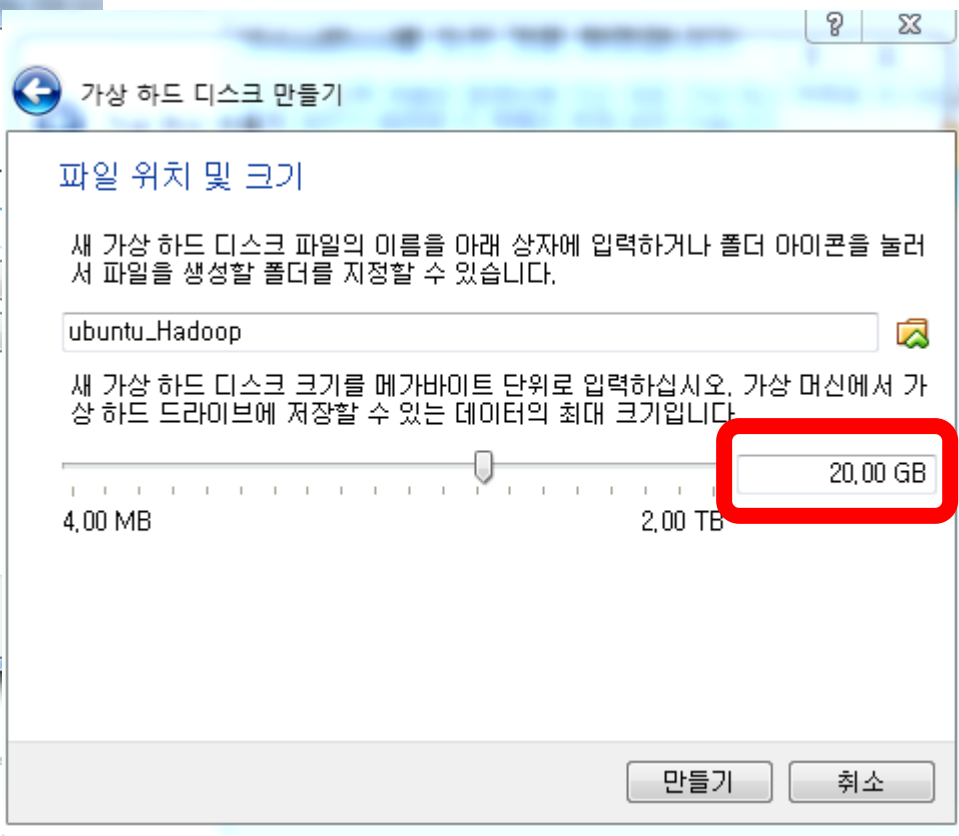 가상 하드 디스크 만들기
파일 위치 및 크기
새 가상 하드 디스크 파일의 이름을 아래 상자에 입력하거나 폴더 아이콘을 눌러
서 파일을 생성할 폴더를 지정할 수 있습니다.
ubuntu_Hadoop
새 가상 하드 디스크 크기를 메가바이트 단위로 입력하십시오. 가상 머신에서 가
상 하드 드라이브에 저장할 수 있는 데이터의 최대 크기입니다.
20,00 GB
4,00 MB
2,00 TB
만들기
취소